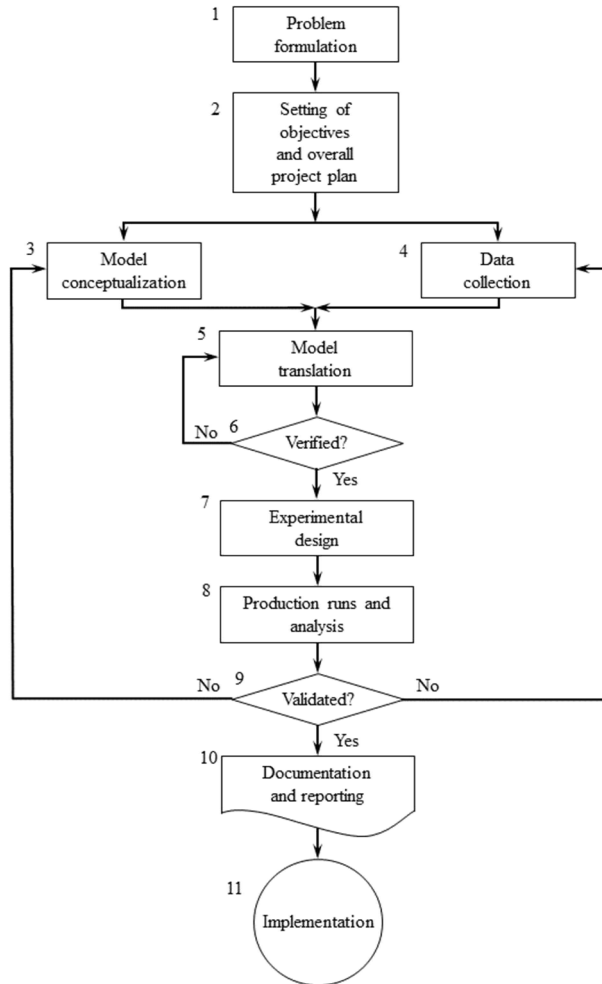 1
Problem
formulation
2
Setting of
objectives
and overall
project plan
3
Model
conceptualization
4
Data
collection
5
Model
translation
6
No
Verified?
Yes
7
Experimental
design
8
Production runs and
analysis
No
9
Validated?
No
Yes
10
Documentation
and reporting
11
Implementation